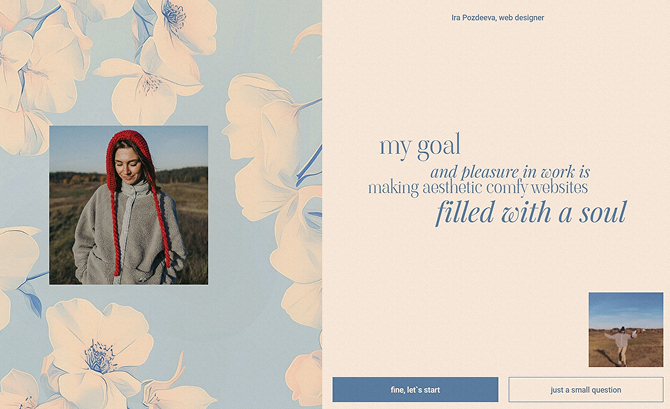 Ira Pozdeeva, web designer
my goal
and pleasure in work is
making aesthetic comfy websites
filled with a soul
fine, let`s start
just a small question